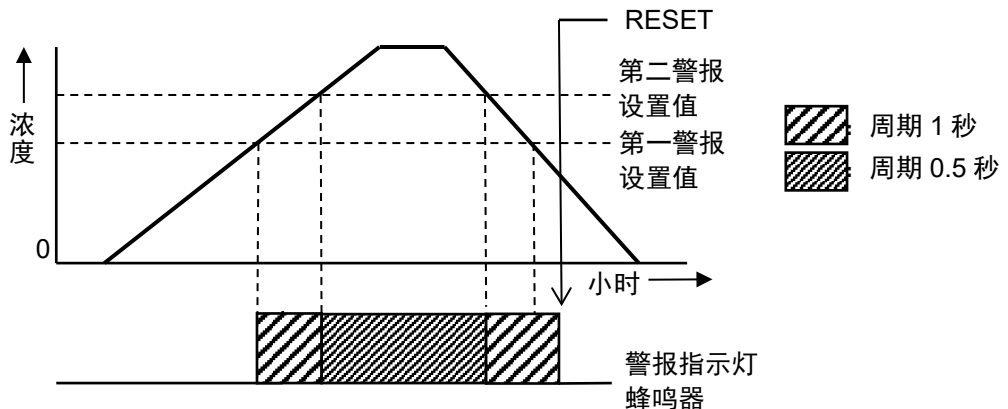 RESET
第二警报
设置值
第一警报
设置值
浓
度
0
小时
周期 1 秒
周期 0.5 秒
警报指示灯
蜂鸣器